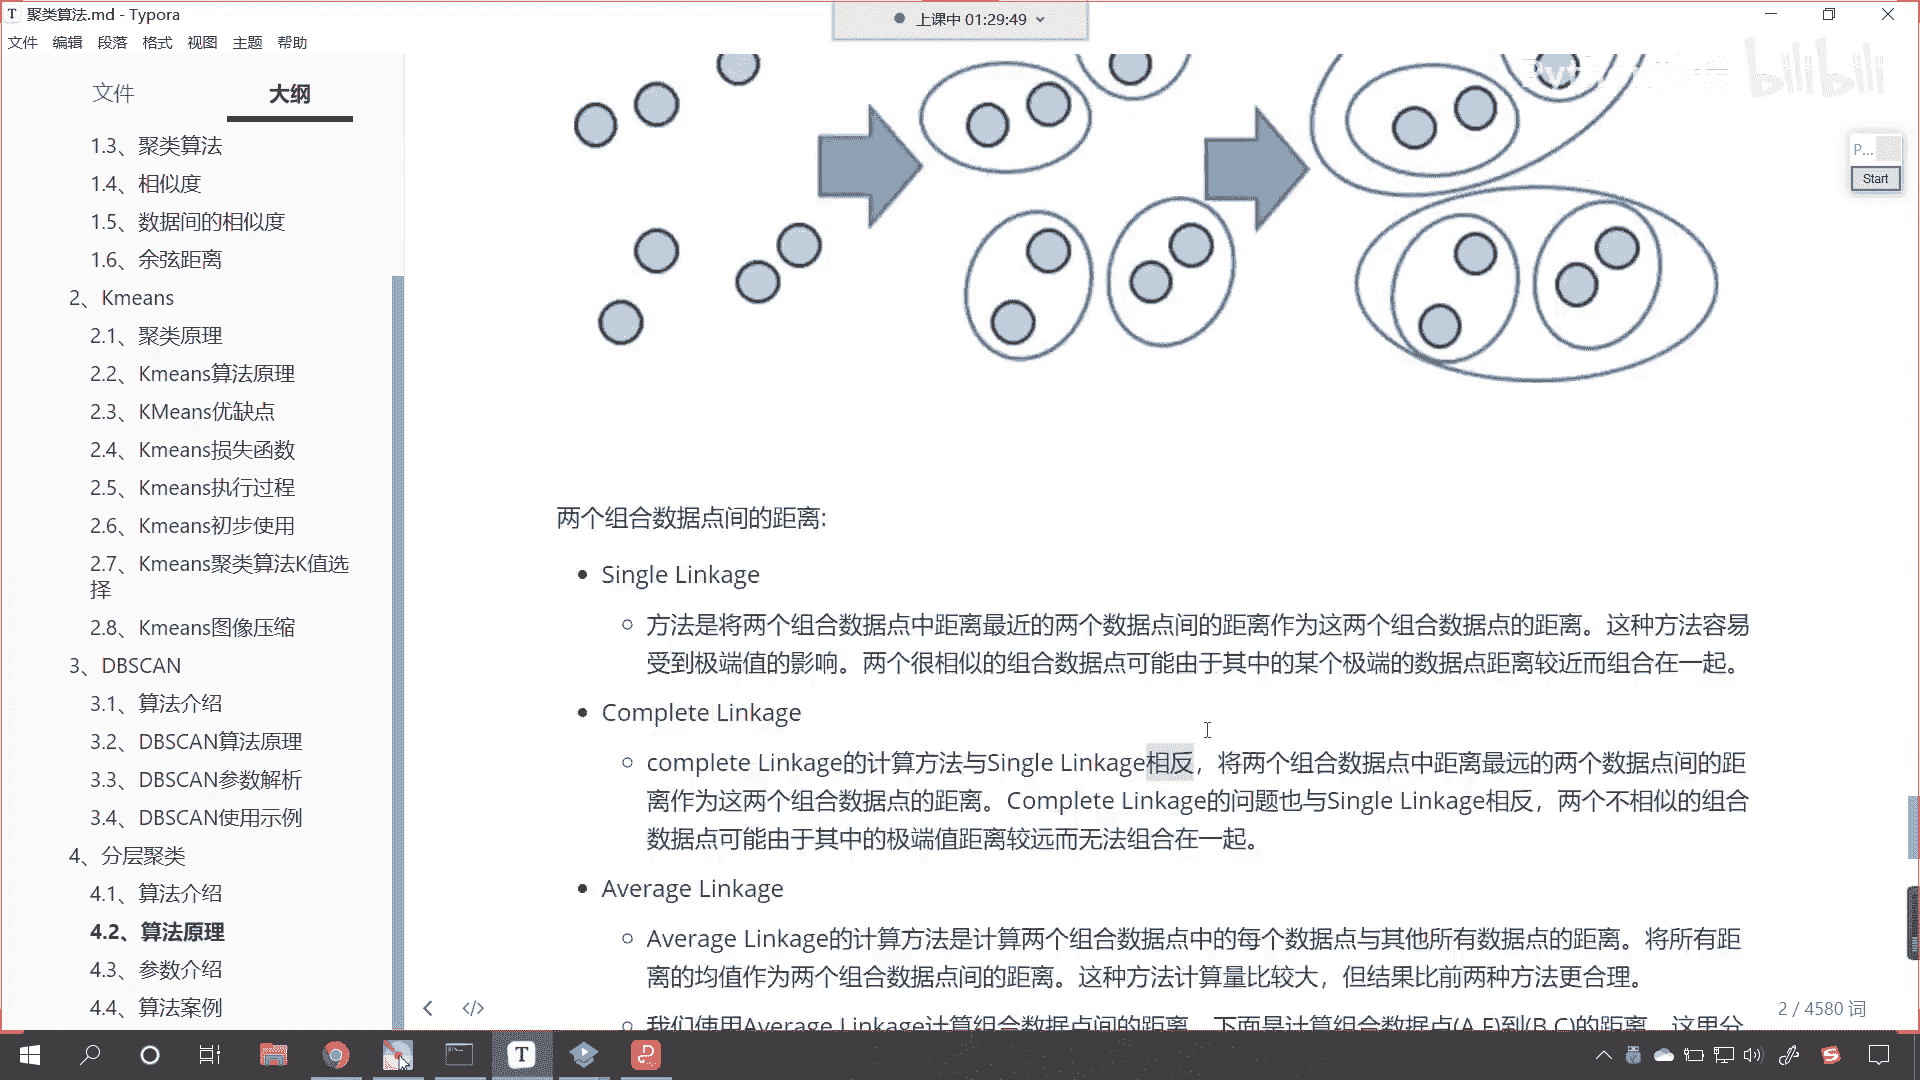 聚类算法.md - Typora
上课中 01:29:49
文件 编辑 段落 格式 视图 主题 帮助
文件 大纲
1.3、聚类算法
1.4、相似度
1.5、数据间的相似度
1.6、余弦距离
2、Kmeans
2.1、聚类原理
2.2、Kmeans算法原理
2.3、KMeans优缺点
2.4、Kmeans损失函数
2.5、Kmeans执行过程
2.6、Kmeans初步使用
2.7、Kmeans聚类算法K值选
择
2.8、Kmeans图像压缩
3、DBSCAN
3.1、算法介绍
3.2、DBSCAN算法原理
3.3、DBSCAN参数解析
3.4、DBSCAN使用示例
4、分层聚类
4.1、算法介绍
4.2、算法原理
4.3、参数介绍
4.4、算法案例
bilibili
P...
Start
两个组合数据点间的距离:
Single Linkage
方法是将两个组合数据点中距离最近的两个数据点间的距离作为这两个组合数据点的距离。这种方法容易
受到极端值的影响。两个很相似的组合数据点可能由于其中的某个极端的数据点距离较近而组合在一起。
Complete Linkage
complete Linkage的计算方法与Single Linkage相反，将两个组合数据点中距离最远的两个数据点间的距
离作为这两个组合数据点的距离。Complete Linkage的问题也与Single Linkage相反，两个不相似的组合
数据点可能由于其中的极端值距离较远而无法组合在一起。
Average Linkage
Average Linkage的计算方法是计算两个组合数据点中的每个数据点与其他所有数据点的距离。将所有距
离的均值作为两个组合数据点间的距离。这种方法计算量比较大，但结果比前两种方法更合理。
我们使用Average Linkage计算组合数据点间的距离。下面是计算组合数据点(A,F)到(B,C)的距离，这里分
2 / 4580 词